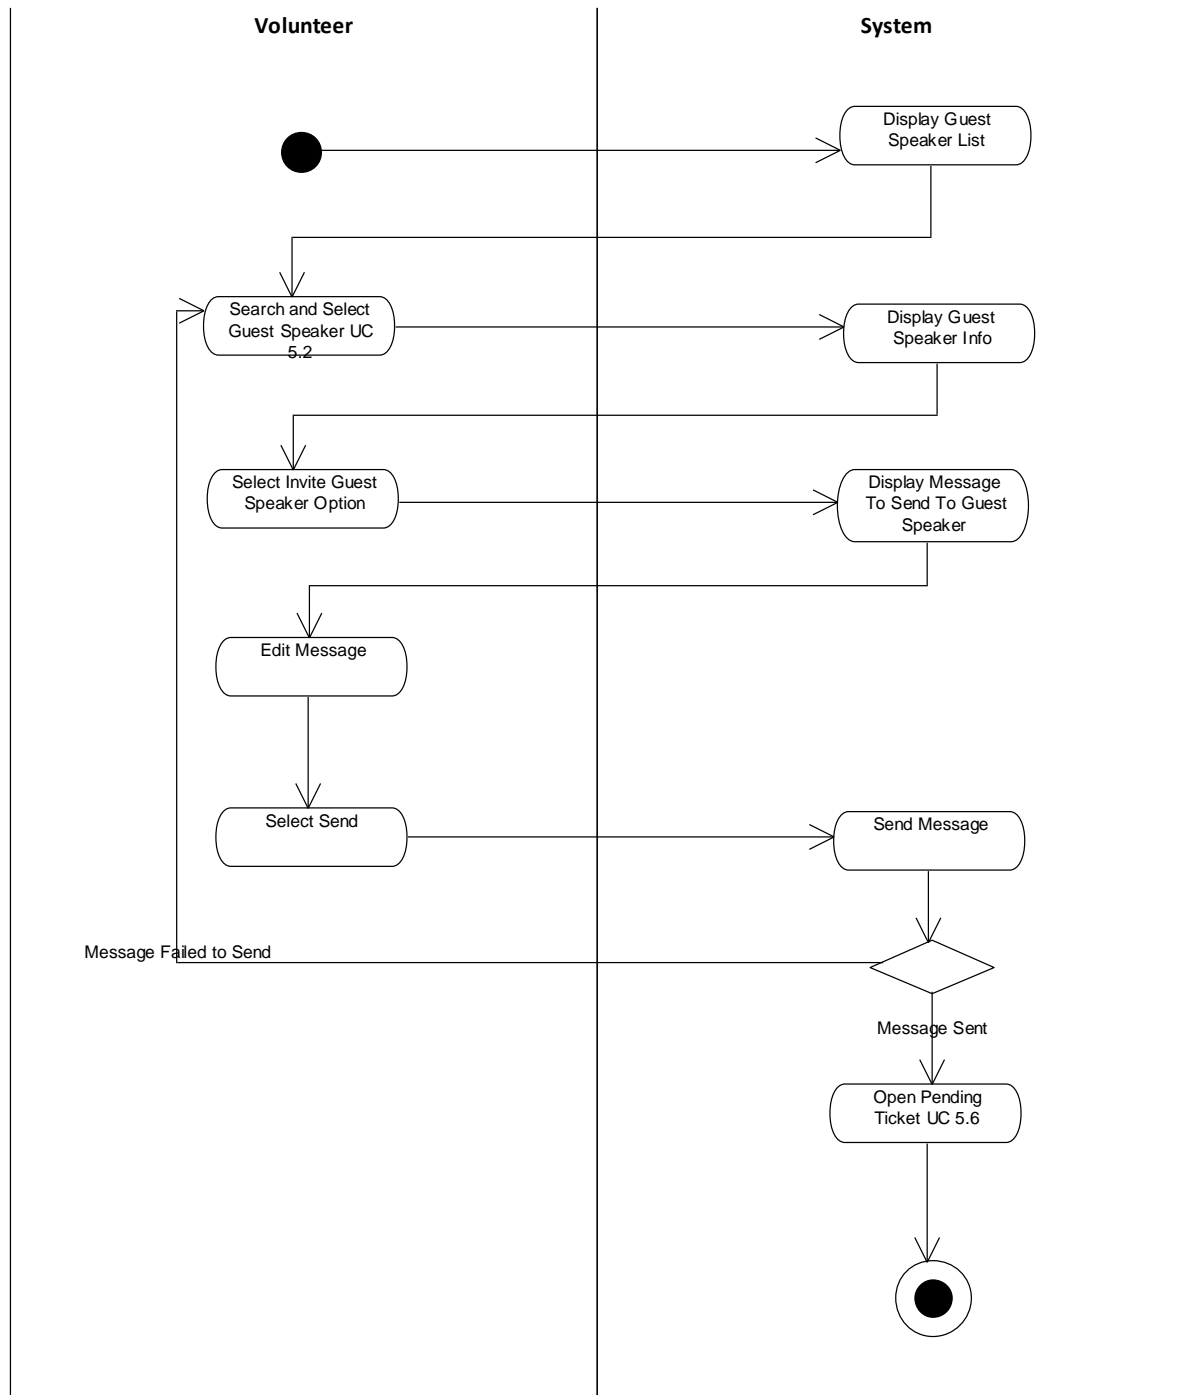 Volunteer
System
Display Guest
Speaker List
Search and Select
Guest Speaker UC
5.2
Display Guest
Speaker Info
Select Invite Guest
Speaker Option
Display Message
To Send To Guest
Speaker
Edit Message
Select Send
Send Message
Message Failed to Send
Message Sent
Open Pending
Ticket UC 5.6